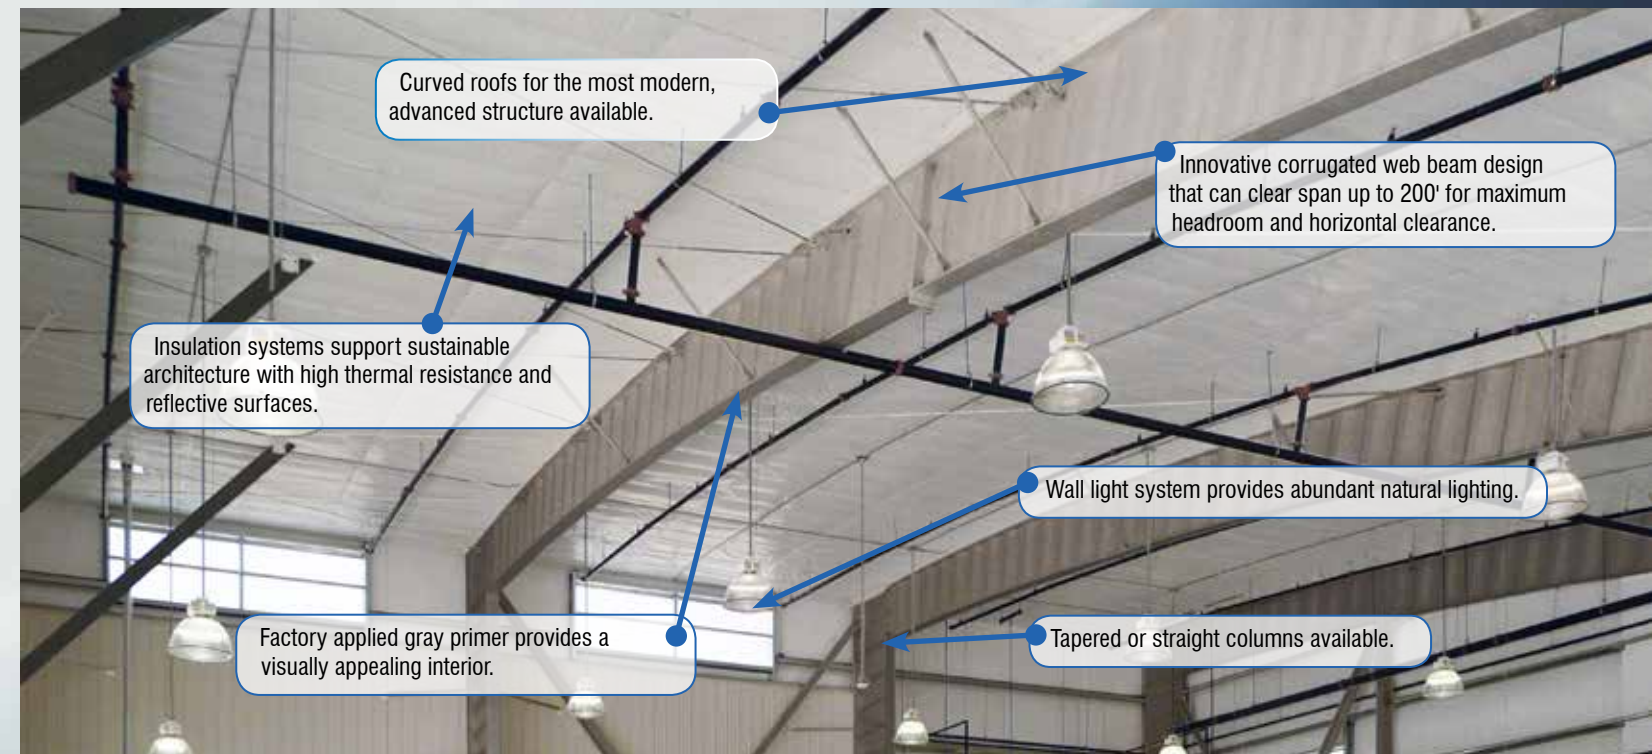 Curved roofs for the most modern,
advanced structure available.
Innovative corrugated web beam design
that can clear span up to 200' for maximum
headroom and horizontal clearance.
Insulation systems support sustainable
architecture with high thermal resistance and
reflective surfaces.
Wall light system provides abundant natural lighting.
Factory applied gray primer provides a
visually appealing interior.
Tapered or straight columns available.